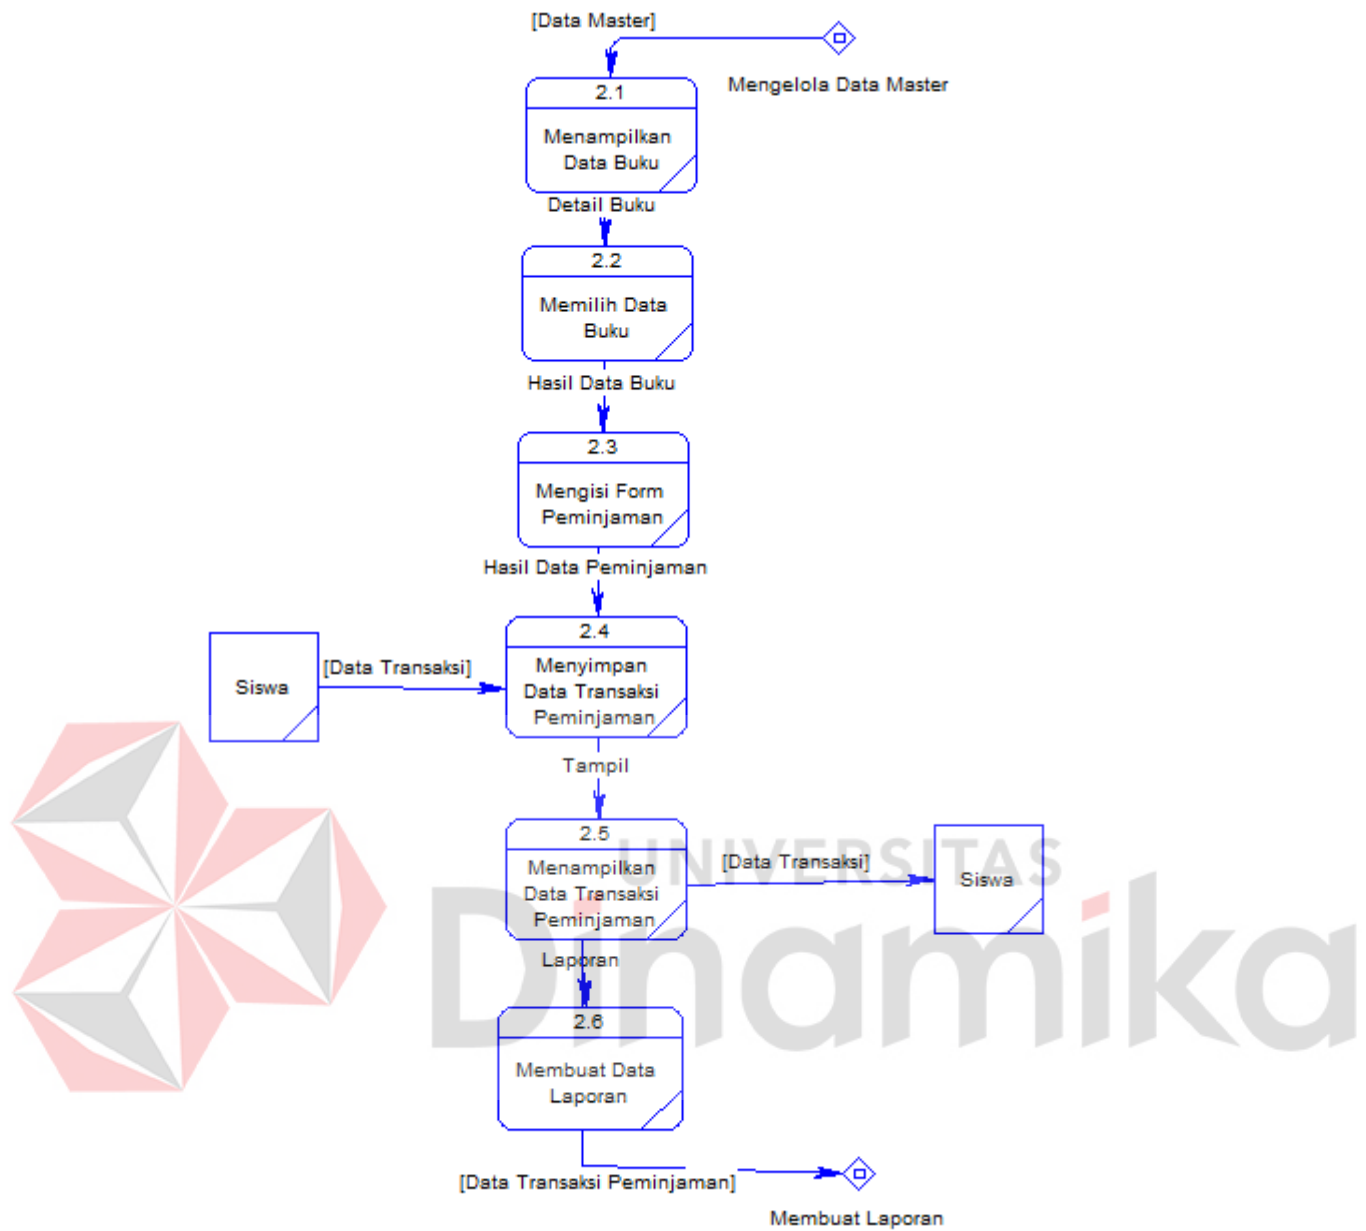 [Data Master]
Mengelola Data Master
2.1
Menampilkan
Data Buku
Detail Buku
2.2
Memilih Data
Buku
Hasil Data Buku
2.3
Mengisi Form
Peminjaman
Hasil Data Peminjaman
Siswa
[Data Transaksi]
2.4
Menyimpan
Data Transaksi
Peminjaman
Tampil
2.5
Menampilkan
Data Transaksi
Peminjaman
[Data Transaksi]
Siswa
UNIVERSITAS
Dinamika
Laporan
2.6
Membuat Data
Laporan
[Data Transaksi Peminjaman]
Membuat Laporan